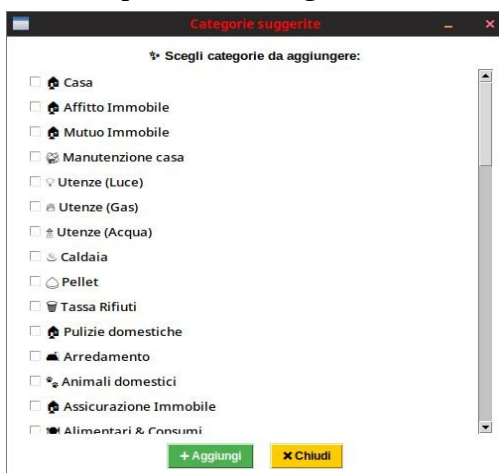 Categorie suggerite
✨ Scegli categorie da aggiungere:
🏠 Casa
🏠 Affitto Immobile
🏠 Mutuo Immobile
Manutenzione casa
💡 Utenze (Luce)
🔥 Utenze (Gas)
🚿 Utenze (Acqua)
♨ Caldaia
Pellet
🗑 Tassa Rifiuti
🏠 Pulizie domestiche
🛋 Arredamento
🐾 Animali domestici
🏠 Assicurazione Immobile
🍽 Alimentari & Consumi
+ Aggiungi
✖ Chiudi